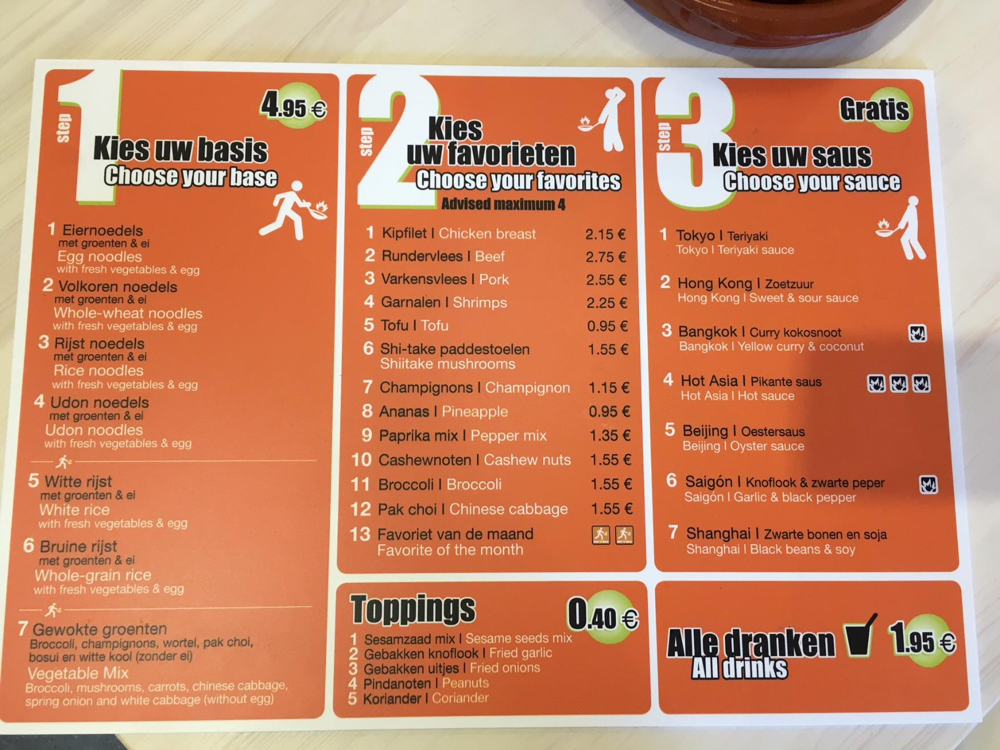 step 1
4.95 €
Kies uw basis
Choose your base
1 Eiernoedels
met groenten & ei
Egg noodles
with fresh vegetables & egg
2 Volkoren noedels
met groenten & ei
Whole-wheat noodles
with fresh vegetables & egg
3 Rijst noedels
met groenten & ei
Rice noodles
with fresh vegetables & egg
4 Udon noedels
met groenten & ei
Udon noodles
with fresh vegetables & egg
5 Witte rijst
met groenten & ei
White rice
with fresh vegetables & egg
6 Bruine rijst
met groenten & ei
Whole-grain rice
with fresh vegetables & egg
7 Gewokte groenten
Broccoli, champignons, wortel, pak choi,
bosui en witte kool (zonder ei)
Vegetable Mix
Broccoli, mushrooms, carrots, chinese cabbage,
spring onion and white cabbage (without egg)
step 2
Kies
uw favorieten
Choose your favorites
Advised maximum 4
1 Kipfilet | Chicken breast 2.15 €
2 Rundervlees | Beef 2.75 €
3 Varkensvlees | Pork 2.55 €
4 Garnalen | Shrimps 2.25 €
5 Tofu | Tofu 0.95 €
6 Shi-take paddestoelen 1.55 €
Shiitake mushrooms
7 Champignons | Champignon 1.15 €
8 Ananas | Pineapple 0.95 €
9 Paprika mix | Pepper mix 1.35 €
10 Cashewnoten | Cashew nuts 1.55 €
11 Broccoli | Broccoli 1.55 €
12 Pak choi | Chinese cabbage 1.55 €
13 Favoriet van de maand
Favorite of the month
Toppings 0.40 €
1 Sesamzaad mix | Sesame seeds mix
2 Gebakken knoflook | Fried garlic
3 Gebakken uitjes | Fried onions
4 Pindanoten | Peanuts
5 Koriander | Coriander
step 3
Gratis
Kies uw saus
Choose your sauce
1 Tokyo | Teriyaki
Tokyo | Teriyaki sauce
2 Hong Kong | Zoetzuur
Hong Kong | Sweet & sour sauce
3 Bangkok | Curry kokosnoot
Bangkok | Yellow curry & coconut
4 Hot Asia | Pikante saus
Hot Asia | Hot sauce
5 Beijing | Oestersaus
Beijing | Oyster sauce
6 Saigón | Knoflook & zwarte peper
Saigón | Garlic & black pepper
7 Shanghai | Zwarte bonen en soja
Shanghai | Black beans & soy
Alle dranken 1.95 €
All drinks